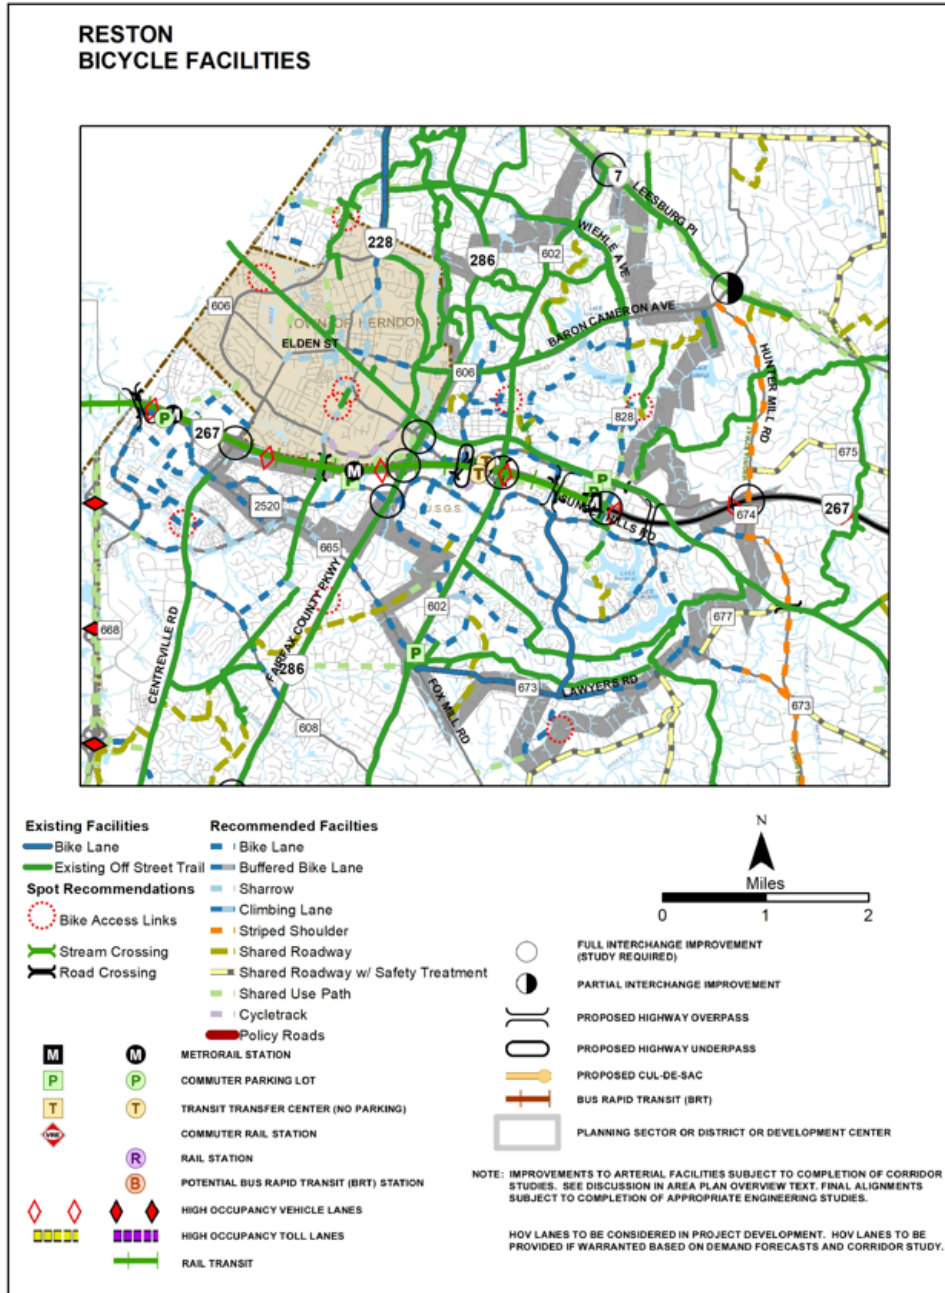 RESTON
BICYCLE FACILITIES
7
LEESBURG PI
228
WIEHLE AVE
286
602
606
BARON CAMERON AVE
TOWN OF HERNDON
ELDEN ST
606
HUNTER MILL RD
828
267
675
2520
U.S.G.S.
SUNSET HILLS RD
674
267
665
FAIRFAX COUNTY PKWY
602
677
668
CENTREVILLE RD
286
673
LAWYERS RD
FOX MILL RD
673
608
M
P
T
Existing Facilities
Bike Lane
Existing Off Street Trail
Spot Recommendations
Bike Access Links
Stream Crossing
Road Crossing
Recommended Facilties
Bike Lane
Buffered Bike Lane
Sharrow
Climbing Lane
Striped Shoulder
Shared Roadway
Shared Roadway w/ Safety Treatment
Shared Use Path
Cycletrack
Policy Roads
N
Miles
0 1 2
M M METRORAIL STATION
P P COMMUTER PARKING LOT
T T TRANSIT TRANSFER CENTER (NO PARKING)
VRE COMMUTER RAIL STATION
R RAIL STATION
B POTENTIAL BUS RAPID TRANSIT (BRT) STATION
HIGH OCCUPANCY VEHICLE LANES
HIGH OCCUPANCY TOLL LANES
RAIL TRANSIT
FULL INTERCHANGE IMPROVEMENT
(STUDY REQUIRED)
PARTIAL INTERCHANGE IMPROVEMENT
PROPOSED HIGHWAY OVERPASS
PROPOSED HIGHWAY UNDERPASS
PROPOSED CUL-DE-SAC
BUS RAPID TRANSIT (BRT)
PLANNING SECTOR OR DISTRICT OR DEVELOPMENT CENTER
NOTE: IMPROVEMENTS TO ARTERIAL FACILITIES SUBJECT TO COMPLETION OF CORRIDOR
STUDIES. SEE DISCUSSION IN AREA PLAN OVERVIEW TEXT. FINAL ALIGNMENTS
SUBJECT TO COMPLETION OF APPROPRIATE ENGINEERING STUDIES.
HOV LANES TO BE CONSIDERED IN PROJECT DEVELOPMENT. HOV LANES TO BE
PROVIDED IF WARRANTED BASED ON DEMAND FORECASTS AND CORRIDOR STUDY.